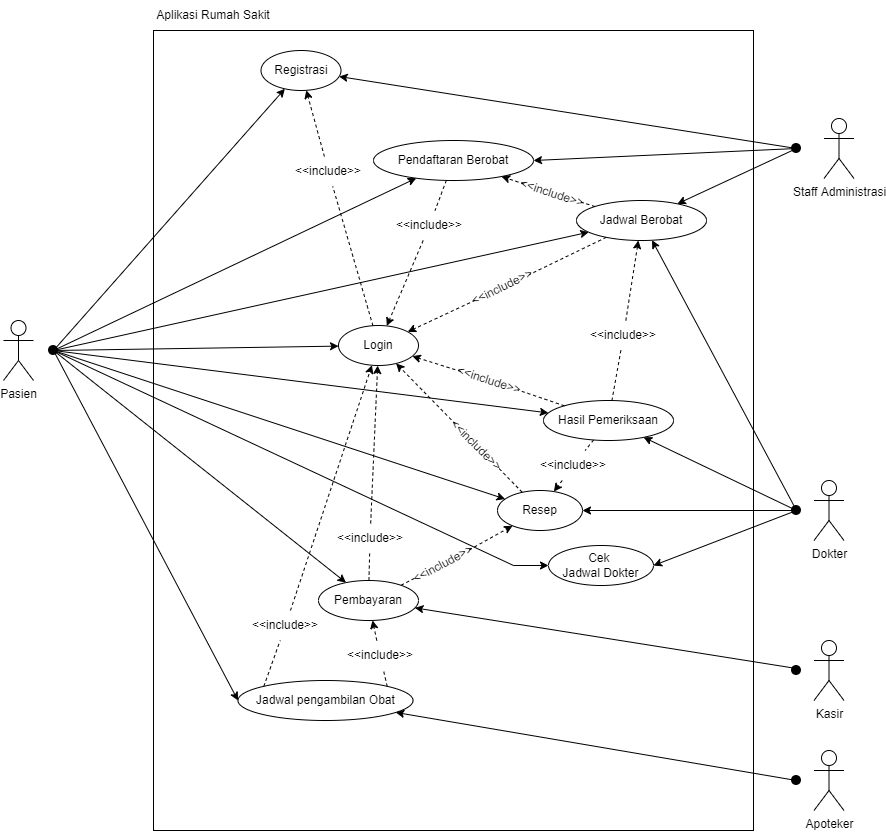 Aplikasi Rumah Sakit
Registrasi
Staff Administrasi
Pendaftaran Berobat
<<include>>
<<include>>
Jadwal Berobat
<<include>>
<<include>>
<<include>>
Login
Pasien
<<include>>
Hasil Pemeriksaan
<<include>>
<<include>>
Resep
Dokter
<<include>>
Cek
Jadwal Dokter
<<include>>
Pembayaran
<<include>>
<<include>>
Jadwal pengambilan Obat
Kasir
Apoteker